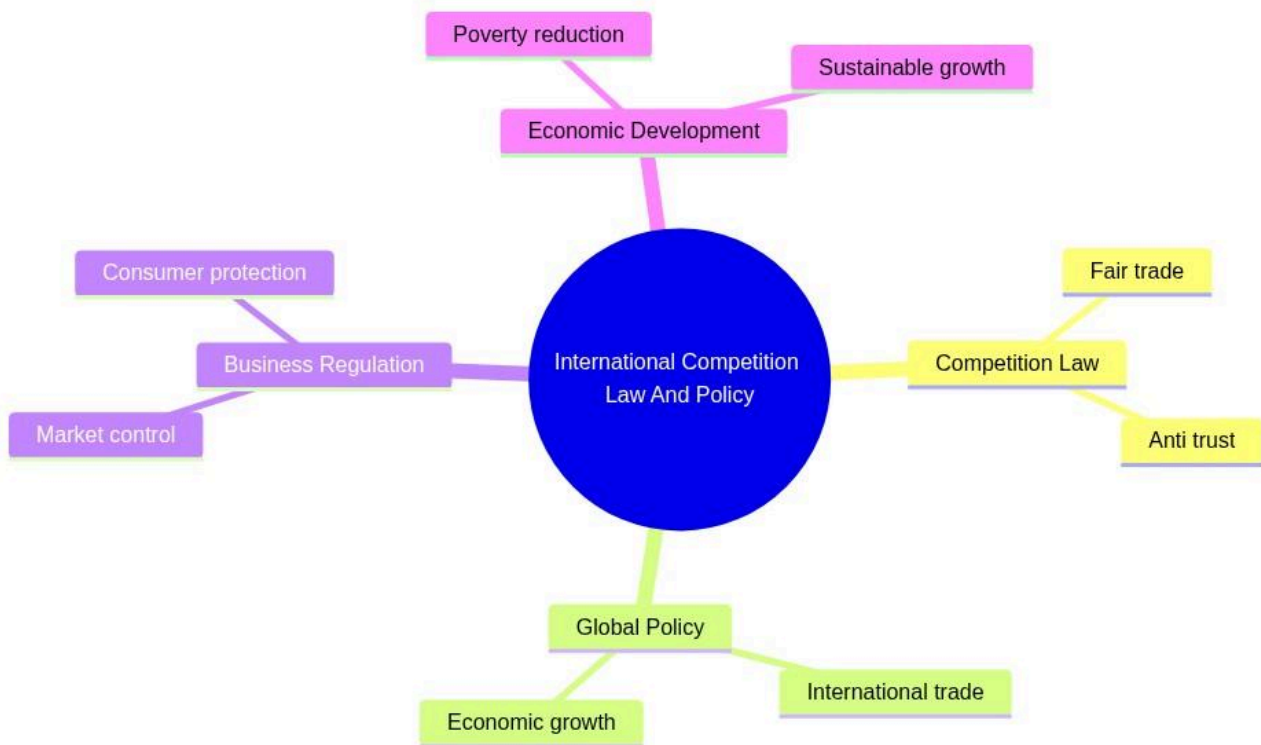 Poverty reduction
Sustainable growth
Economic Development
Consumer protection
Business Regulation
Market control
International Competition
Law And Policy
Fair trade
Competition Law
Anti trust
Global Policy
International trade
Economic growth